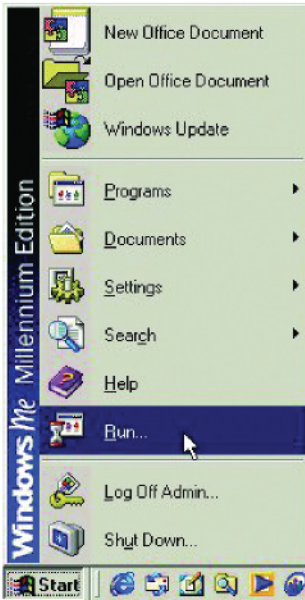 New Office Document
Open Office Document
Windows Update
Programs
Documents
Settings
Search
Help
Run...
Log Off Admin...
Shut Down...
Windows Me Millennium Edition
Start